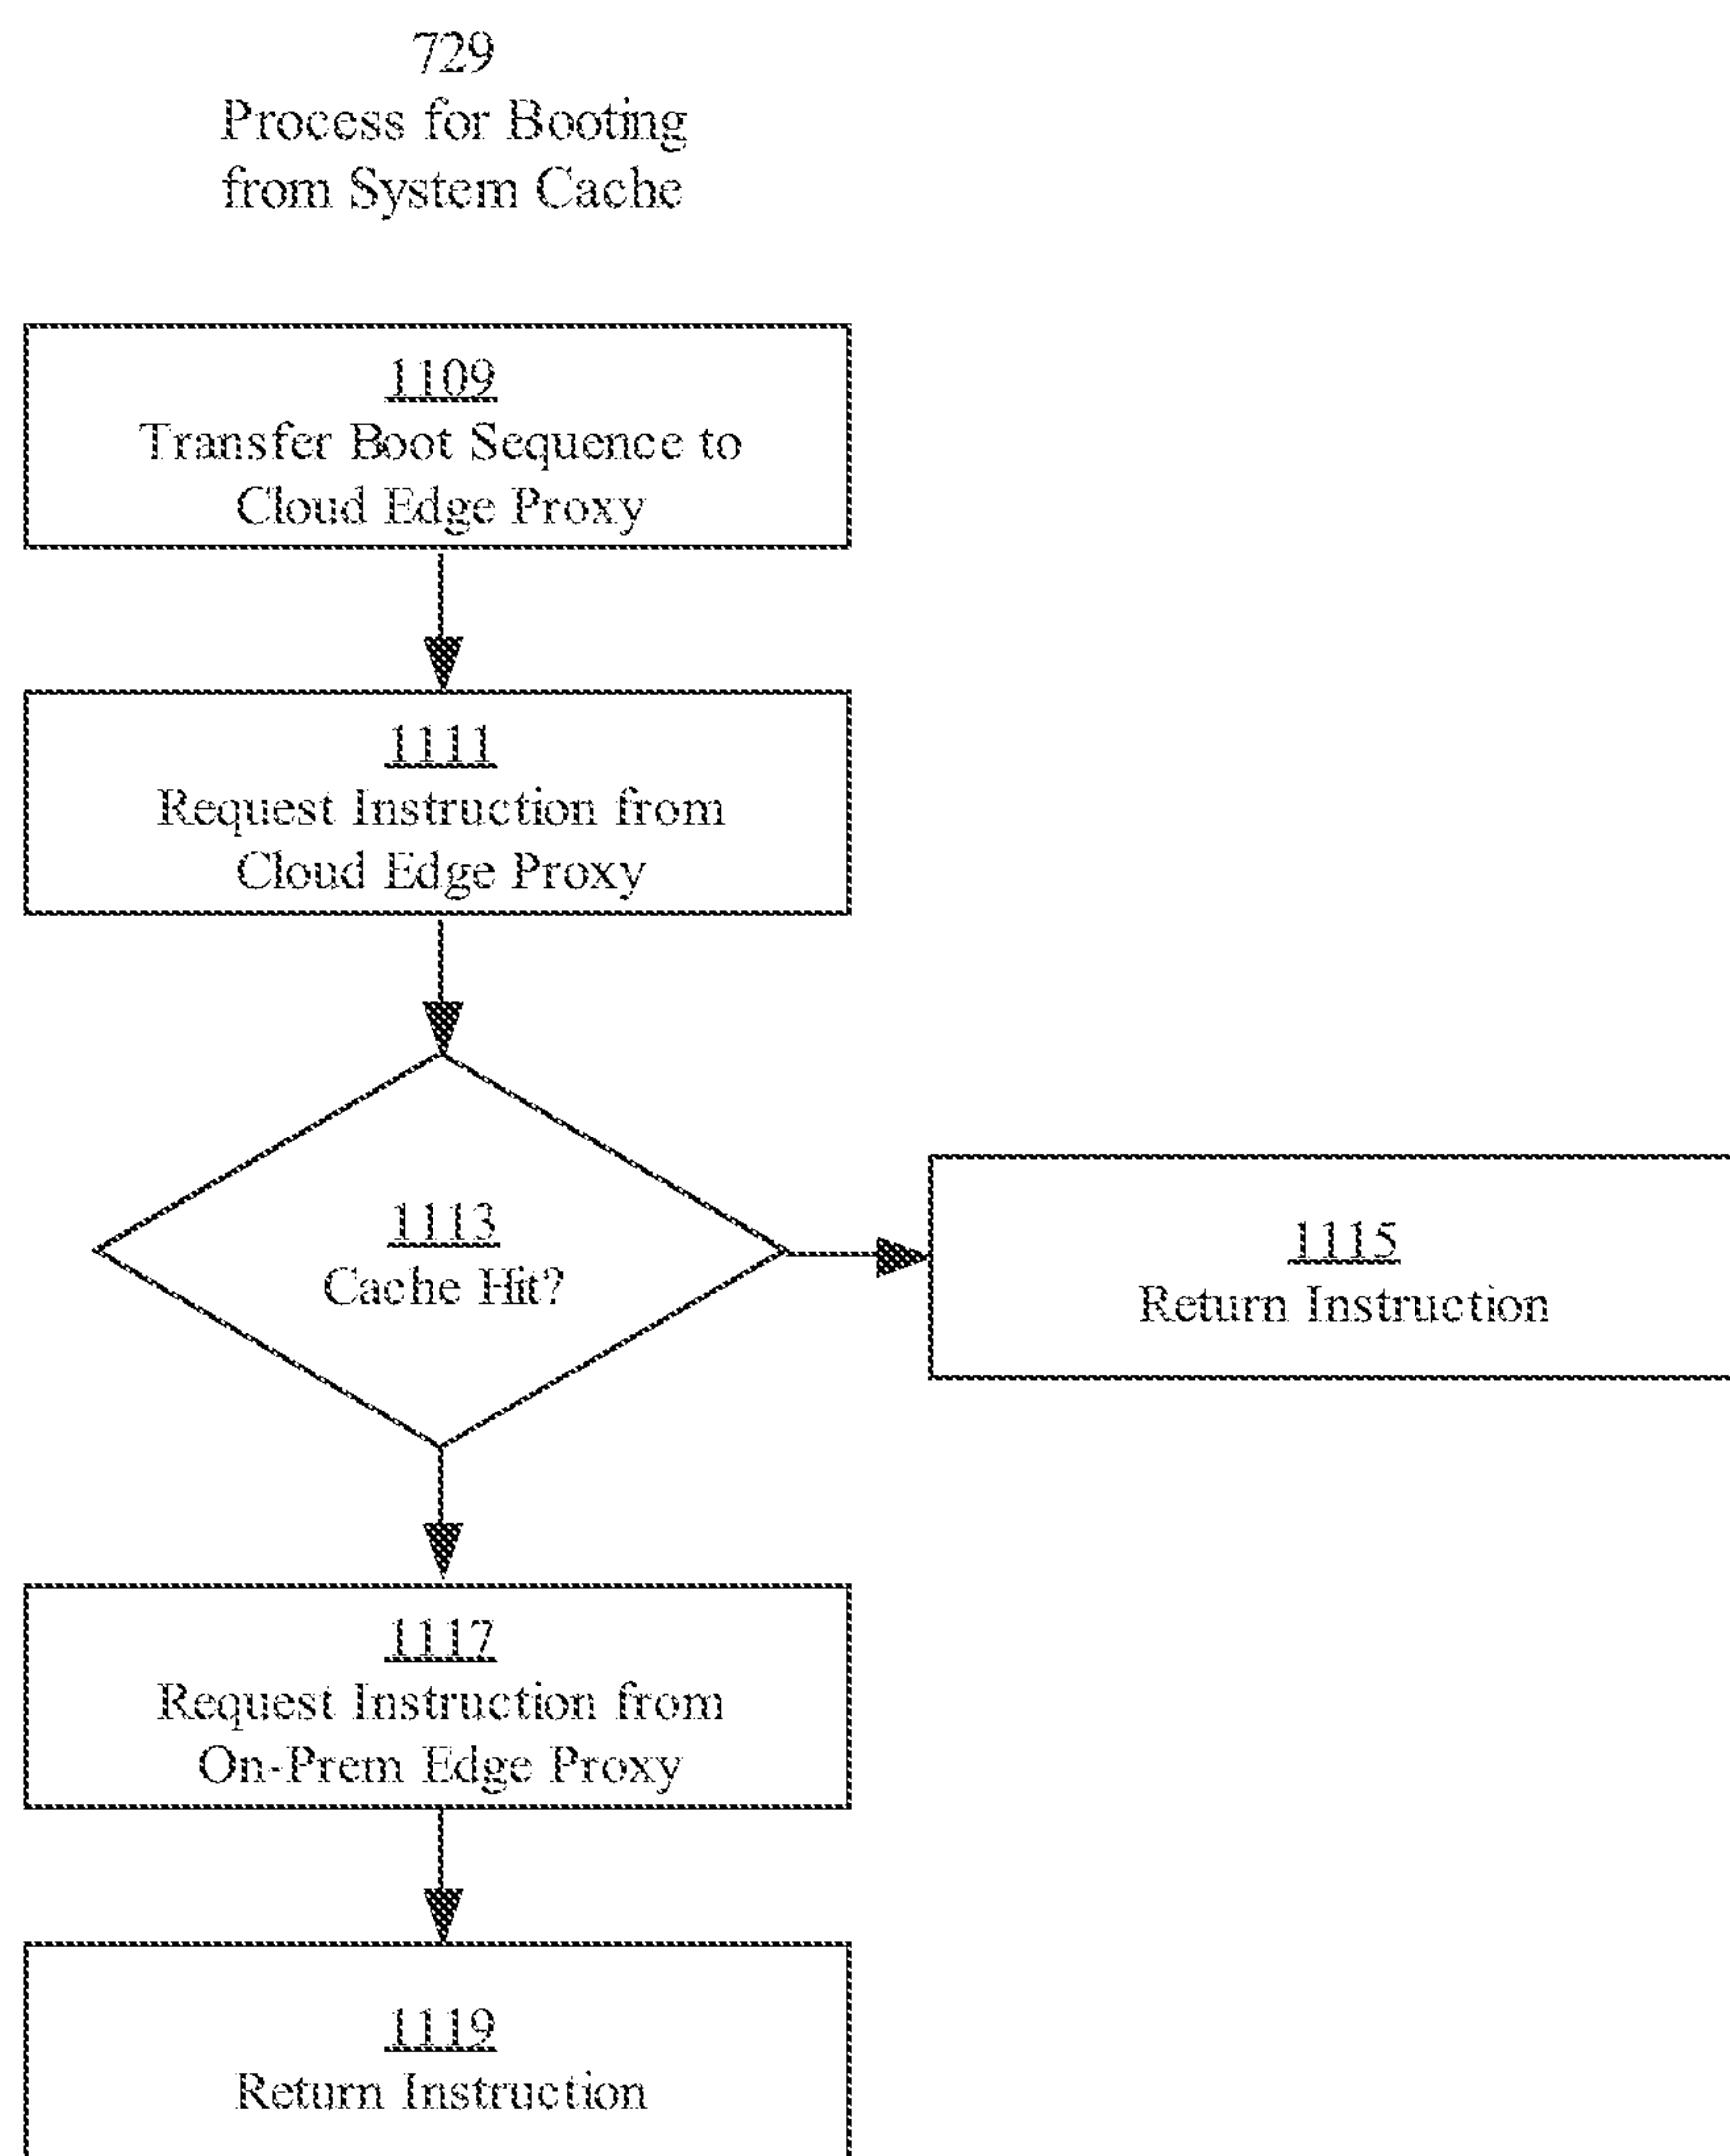 729
Process for Booting
from System Cache
1109
Transfer Boot Sequence to
Cloud Edge Proxy
1111
Request Instruction from
Cloud Edge Proxy
1113
Cache Hit?
1115
Return Instruction
1117
Request Instruction from
On-Prem Edge Proxy
1119
Return Instruction